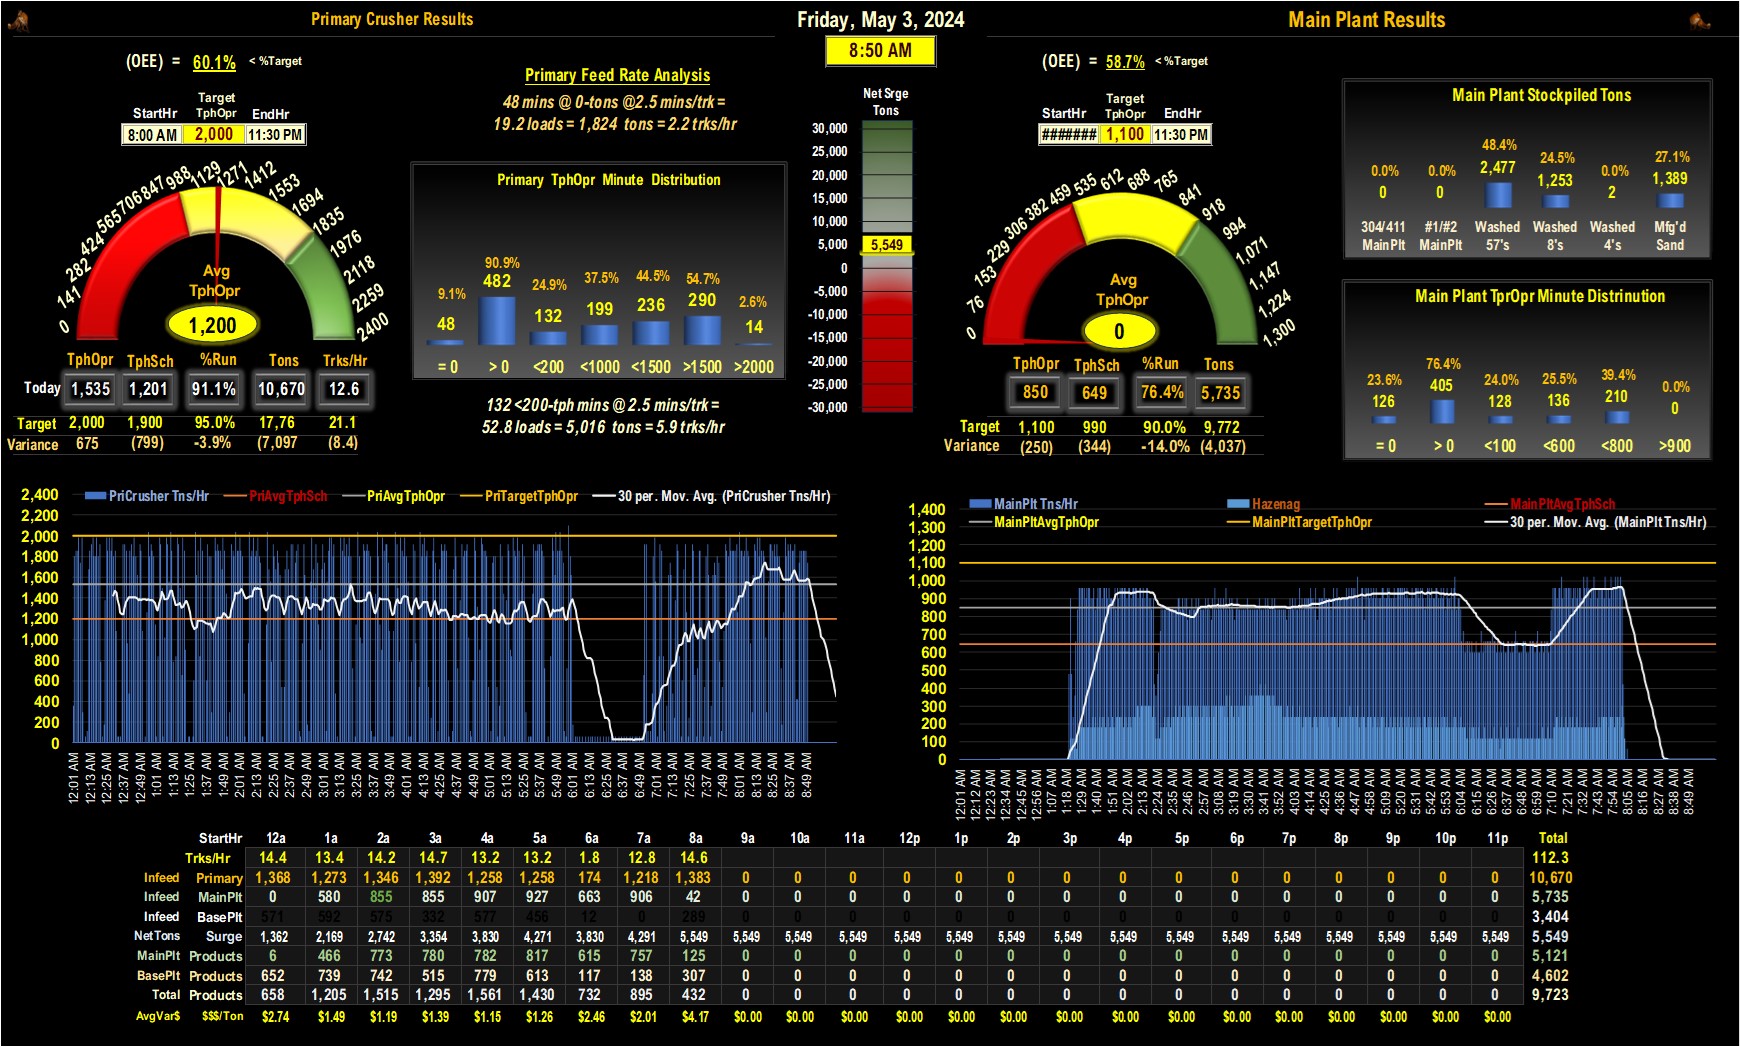 Primary Crusher Results
Friday, May 3, 2024
8:50 AM
Main Plant Results
(OEE) = 60.1% < %Target
Target
StartHr TphOpr EndHr
8:00 AM 2,000 11:30 PM
0 141 282 424 565 706 847 988 1129 1271 1412 1553 1694 1835 1976 2118 2259 2400
Avg
TphOpr
1,200
TphOpr TphSch %Run Tons Trks/Hr
Today 1,535 1,201 91.1% 10,670 12.6
Target 2,000 1,900 95.0% 17,76 21.1
Variance 675 (799) -3.9% (7,097 (8.4)
Primary Feed Rate Analysis
48 mins @ 0-tons @2.5 mins/trk =
19.2 loads = 1,824 tons = 2.2 trks/hr
Primary TphOpr Minute Distribution
9.1% 90.9% 24.9% 37.5% 44.5% 54.7% 2.6%
48 482 132 199 236 290 14
= 0 > 0 <200 <1000 <1500 >1500 >2000
132 <200-tph mins @ 2.5 mins/trk =
52.8 loads = 5,016 tons = 5.9 trks/hr
Net Srge
Tons
30,000
25,000
20,000
15,000
10,000
5,000 5,549
0
-5,000
-10,000
-15,000
-20,000
-25,000
-30,000
(OEE) = 58.7% < %Target
Target
StartHr TphOpr EndHr
####### 1,100 11:30 PM
0 76 153 229 306 382 459 535 612 688 765 841 918 994 1,071 1,147 1,224 1,300
Avg
TphOpr
0
TphOpr TphSch %Run Tons
850 649 76.4% 5,735
Target 1,100 990 90.0% 9,772
Variance (250) (344) -14.0% (4,037)
Main Plant Stockpiled Tons
0.0% 0.0% 48.4% 24.5% 0.0% 27.1%
0 0 2,477 1,253 2 1,389
304/411 #1/#2 Washed Washed Washed Mfg'd
MainPlt MainPlt 57's 8's 4's Sand
Main Plant TprOpr Minute Distrinution
23.6% 76.4% 24.0% 25.5% 39.4% 0.0%
126 405 128 136 210 0
= 0 > 0 <100 <600 <800 >900
PriCrusher Tns/Hr PriAvgTphSch PriAvgTphOpr PriTargetTphOpr 30 per. Mov. Avg. (PriCrusher Tns/Hr)
2,400
2,200
2,000
1,800
1,600
1,400
1,200
1,000
800
600
400
200
0
12:01 AM 12:13 AM 12:25 AM 12:37 AM 12:49 AM 1:01 AM 1:13 AM 1:25 AM 1:37 AM 1:49 AM 2:01 AM 2:13 AM 2:25 AM 2:37 AM 2:49 AM 3:01 AM 3:13 AM 3:25 AM 3:37 AM 3:49 AM 4:01 AM 4:13 AM 4:25 AM 4:37 AM 4:49 AM 5:01 AM 5:13 AM 5:25 AM 5:37 AM 5:49 AM 6:01 AM 6:13 AM 6:25 AM 6:37 AM 6:49 AM 7:01 AM 7:13 AM 7:25 AM 7:37 AM 7:49 AM 8:01 AM 8:13 AM 8:25 AM 8:37 AM 8:49 AM
MainPlt Tns/Hr Hazenag MainPltAvgTphSch
MainPltAvgTphOpr MainPltTargetTphOpr 30 per. Mov. Avg. (MainPlt Tns/Hr)
1,400
1,300
1,200
1,100
1,000
900
800
700
600
500
400
300
200
100
0
12:01 AM 12:12 AM 12:23 AM 12:34 AM 12:45 AM 12:56 AM 1:07 AM 1:18 AM 1:29 AM 1:40 AM 1:51 AM 2:02 AM 2:13 AM 2:24 AM 2:35 AM 2:46 AM 2:57 AM 3:08 AM 3:19 AM 3:30 AM 3:41 AM 3:52 AM 4:03 AM 4:14 AM 4:25 AM 4:36 AM 4:47 AM 4:58 AM 5:09 AM 5:20 AM 5:31 AM 5:42 AM 5:53 AM 6:04 AM 6:15 AM 6:26 AM 6:37 AM 6:48 AM 6:59 AM 7:10 AM 7:21 AM 7:32 AM 7:43 AM 7:54 AM 8:05 AM 8:16 AM 8:27 AM 8:38 AM 8:49 AM
StartHr 12a 1a 2a 3a 4a 5a 6a 7a 8a 9a 10a 11a 12p 1p 2p 3p 4p 5p 6p 7p 8p 9p 10p 11p Total
Trks/Hr 14.4 13.4 14.2 14.7 13.2 13.2 1.8 12.8 14.6 112.3
Infeed Primary 1,368 1,273 1,346 1,392 1,258 1,258 174 1,218 1,383 0 0 0 0 0 0 0 0 0 0 0 0 0 0 0 10,670
Infeed MainPlt 0 580 855 855 907 927 663 906 42 0 0 0 0 0 0 0 0 0 0 0 0 0 0 0 5,735
Infeed BasePlt 571 592 575 332 577 456 12 0 289 0 0 0 0 0 0 0 0 0 0 0 0 0 0 0 3,404
NetTons Surge 1,362 2,169 2,742 3,354 3,830 4,271 3,830 4,291 5,549 5,549 5,549 5,549 5,549 5,549 5,549 5,549 5,549 5,549 5,549 5,549 5,549 5,549 5,549 5,549 5,549
MainPlt Products 6 466 773 780 782 817 615 757 125 0 0 0 0 0 0 0 0 0 0 0 0 0 0 0 5,121
BasePlt Products 652 739 742 515 779 613 117 138 307 0 0 0 0 0 0 0 0 0 0 0 0 0 0 0 4,602
Total Products 658 1,205 1,515 1,295 1,561 1,430 732 895 432 0 0 0 0 0 0 0 0 0 0 0 0 0 0 0 9,723
AvgVar$ $$$/Ton $2.74 $1.49 $1.19 $1.39 $1.15 $1.26 $2.46 $2.01 $4.17 $0.00 $0.00 $0.00 $0.00 $0.00 $0.00 $0.00 $0.00 $0.00 $0.00 $0.00 $0.00 $0.00 $0.00 $0.00